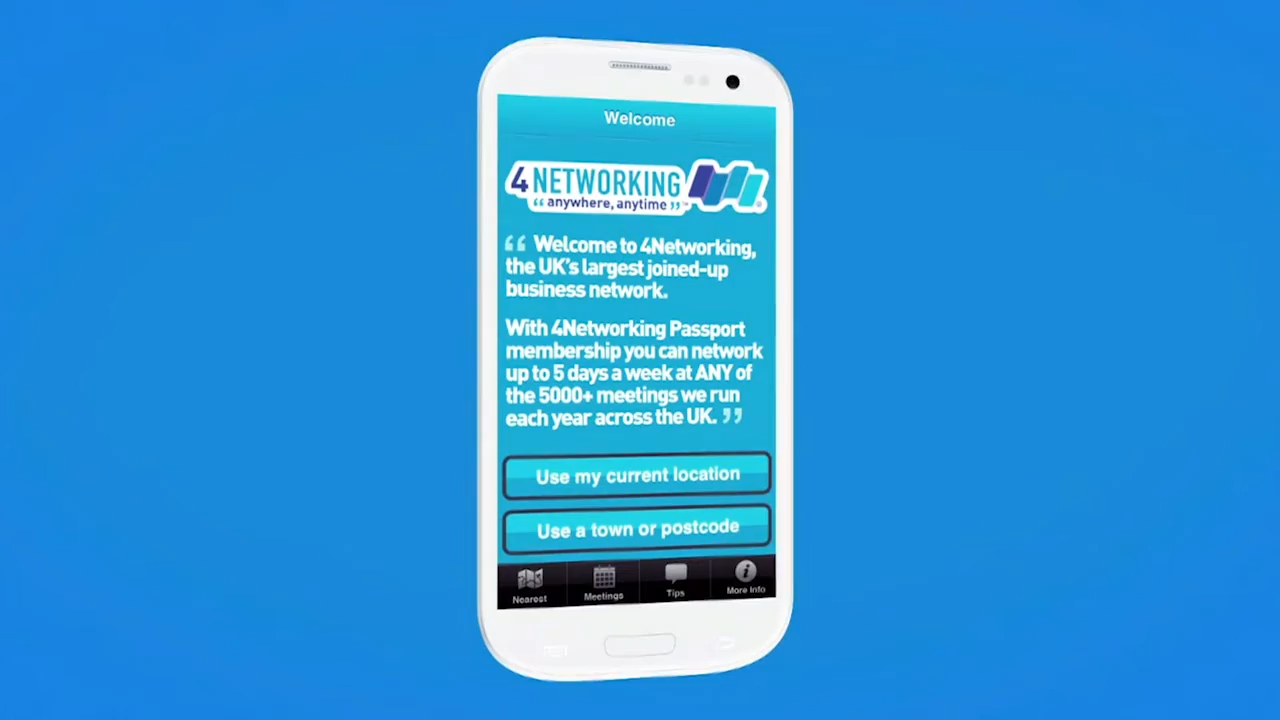 Welcome
4NETWORKING
“ anywhere, anytime ”
“ Welcome to 4Networking,
the UK's largest joined-up
business network.
With 4Networking Passport
membership you can network
up to 5 days a week at ANY of
the 5000+ meetings we run
each year across the UK. ”
Use my current location
Use a town or postcode
Nearest
Meetings
Tips
More Info